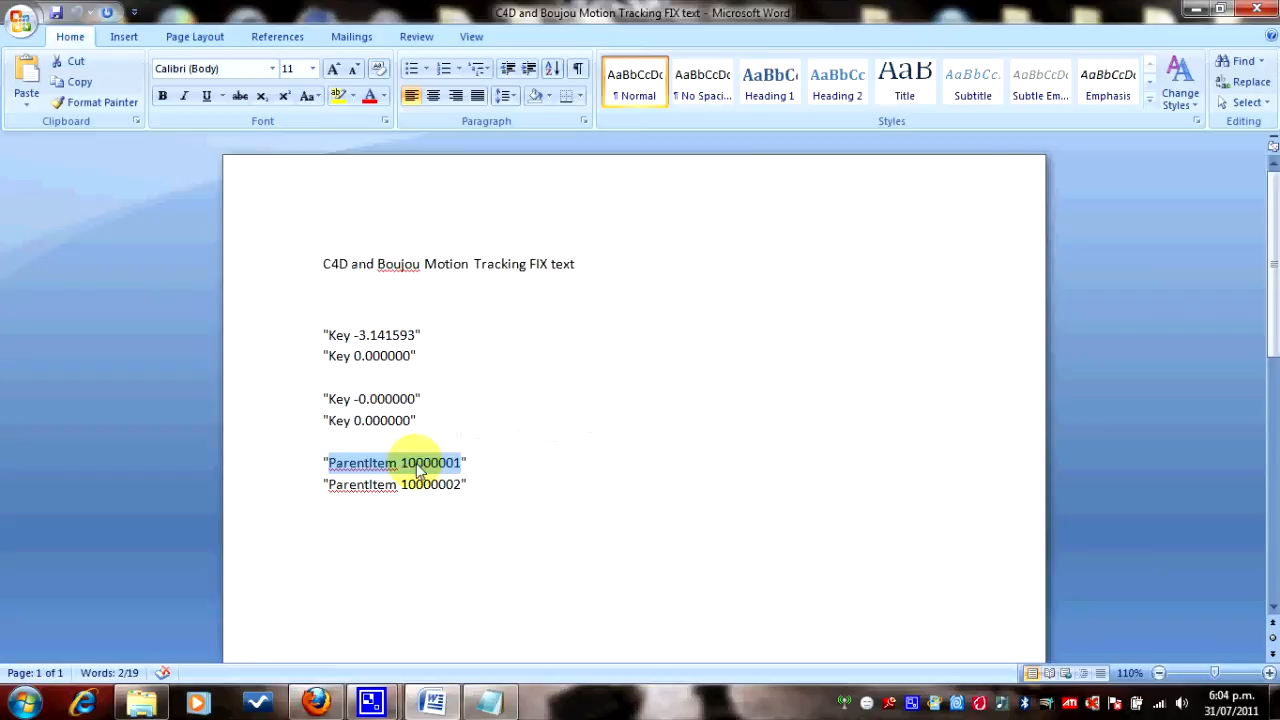 C4D and Boujou Motion Tracking FIX text - Microsoft Word
Home Insert Page Layout References Mailings Review View
Paste
Cut
Copy
Format Painter
Clipboard
Calibri (Body) 11
Font
Paragraph
AaBbCcDc AaBbCcDc AaBbCc AaBbCc AaB AaBbCc. AaBbCcDc AaBbCcDc
¶ Normal ¶ No Spaci... Heading 1 Heading 2 Title Subtitle Subtle Em... Emphasis
Styles
Change Styles
Find
Replace
Select
Editing
C4D and Boujou Motion Tracking FIX text
"Key -3.141593"
"Key 0.000000"
"Key -0.000000"
"Key 0.000000"
"ParentItem 10000001"
"ParentItem 10000002"
Page: 1 of 1 Words: 2/19 110%
6:04 p.m.
31/07/2011